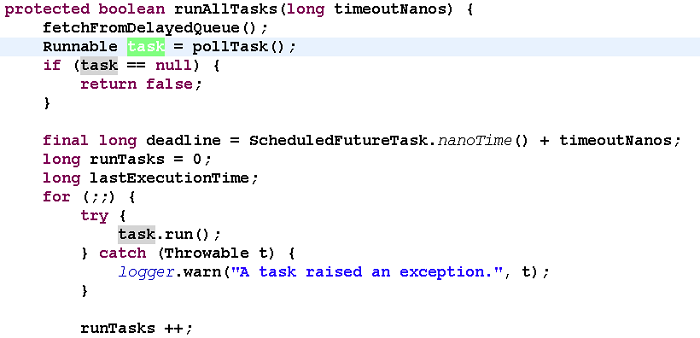 protected boolean runAllTasks(long timeoutNanos) {
    fetchFromDelayedQueue();
    Runnable task = pollTask();
    if (task == null) {
        return false;
    }
    final long deadline = ScheduledFutureTask.nanoTime() + timeoutNanos;
    long runTasks = 0;
    long lastExecutionTime;
    for (;;) {
        try {
            task.run();
        } catch (Throwable t) {
            logger.warn("A task raised an exception.", t);
        }
        runTasks ++;